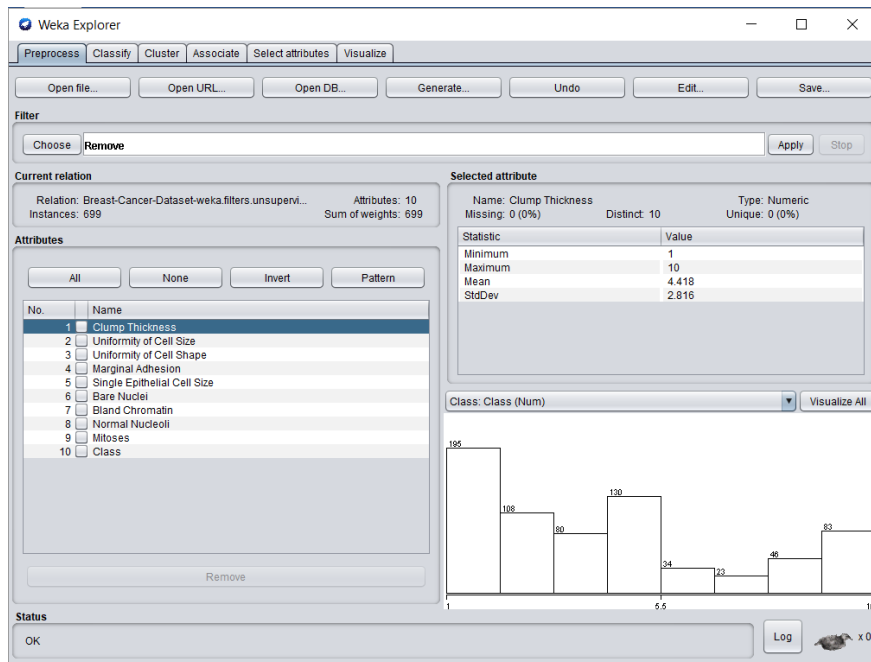 Weka Explorer
Preprocess Classify Cluster Associate Select attributes Visualize
Open file... Open URL... Open DB... Generate... Undo Edit... Save...
Filter
Choose Remove Apply Stop
Current relation
Relation: Breast-Cancer-Dataset-weka.filters.unsupervi... Attributes: 10
Instances: 699 Sum of weights: 699
Selected attribute
Name: Clump Thickness Type: Numeric
Missing: 0 (0%) Distinct: 10 Unique: 0 (0%)
Statistic Value
Minimum 1
Maximum 10
Mean 4.418
StdDev 2.816
Attributes
All None Invert Pattern
No. Name
1 Clump Thickness
2 Uniformity of Cell Size
3 Uniformity of Cell Shape
4 Marginal Adhesion
5 Single Epithelial Cell Size
6 Bare Nuclei
7 Bland Chromatin
8 Normal Nucleoli
9 Mitoses
10 Class
Remove
Class: Class (Num) Visualize All
195 108 80 130 34 23 46 83
1 5.5
Status
OK
Log x 0